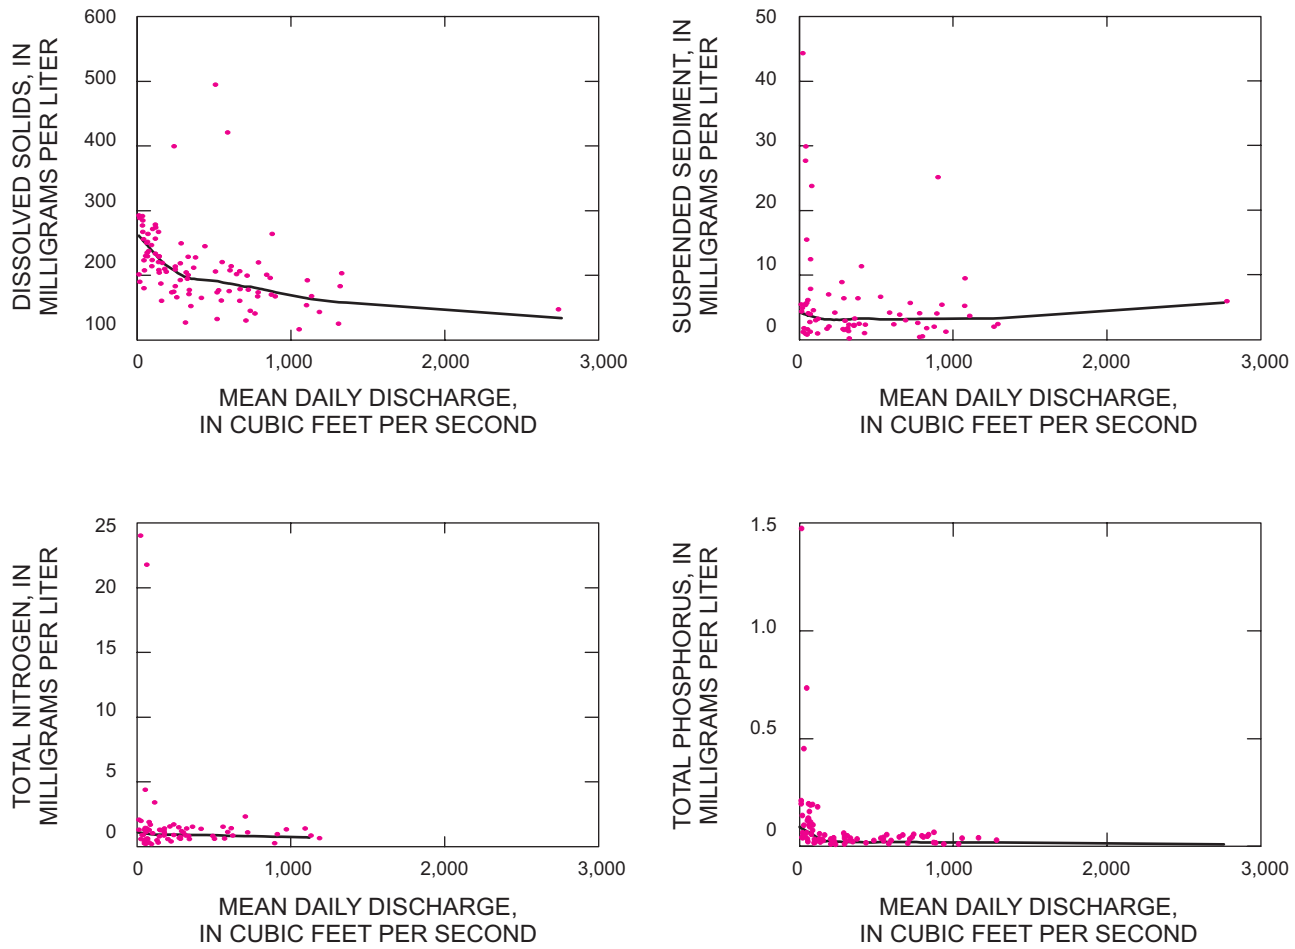 DISSOLVED SOLIDS, IN
MILLIGRAMS PER LITER
600
500
400
300
200
100
0
1,000
2,000
3,000
MEAN DAILY DISCHARGE,
IN CUBIC FEET PER SECOND
SUSPENDED SEDIMENT, IN
MILLIGRAMS PER LITER
50
40
30
20
10
0
0
1,000
2,000
3,000
MEAN DAILY DISCHARGE,
IN CUBIC FEET PER SECOND
TOTAL NITROGEN, IN
MILLIGRAMS PER LITER
25
20
15
10
5
0
0
1,000
2,000
3,000
MEAN DAILY DISCHARGE,
IN CUBIC FEET PER SECOND
TOTAL PHOSPHORUS, IN
MILLIGRAMS PER LITER
1.5
1.0
0.5
0
0
1,000
2,000
3,000
MEAN DAILY DISCHARGE,
IN CUBIC FEET PER SECOND